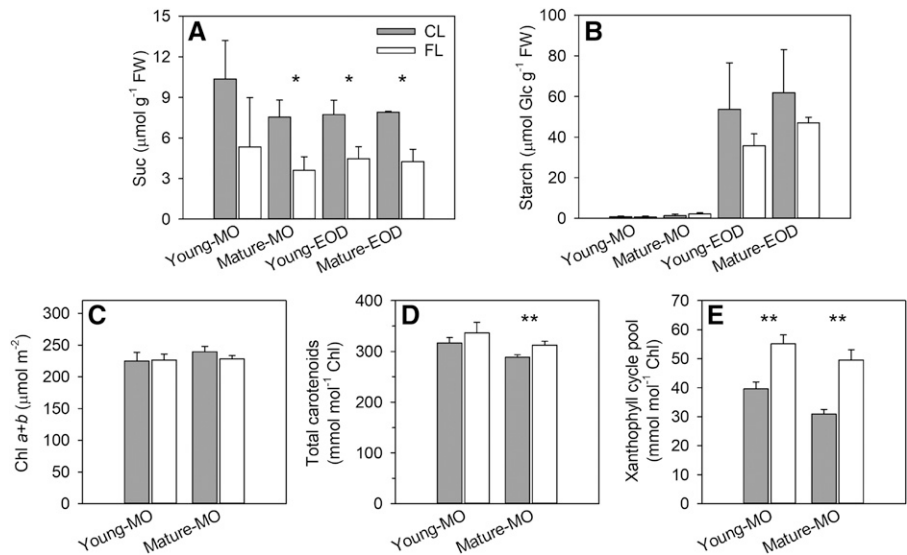 A
CL
FL
Suc (μmol g⁻¹ FW)
15
12
9
6
3
0
*
*
*
Young-MO
Mature-MO
Young-EOD
Mature-EOD
B
Starch (μmol Glc g⁻¹ FW)
100
80
60
40
20
0
Young-MO
Mature-MO
Young-EOD
Mature-EOD
C
Chl a+b (μmol m⁻²)
300
250
200
150
100
50
0
Young-MO
Mature-MO
D
Total carotenoids
(mmol mol⁻¹ Chl)
400
300
200
100
0
**
Young-MO
Mature-MO
E
Xanthophyll cycle pool
(mmol mol⁻¹ Chl)
70
60
50
40
30
20
10
0
**
**
Young-MO
Mature-MO